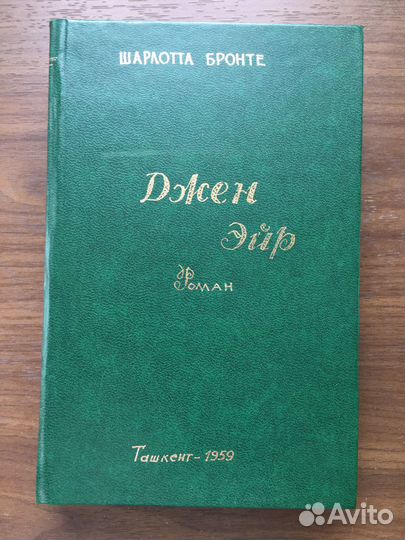 ШАРЛОТТА БРОНТЕ
Джен
Эйр
Роман
Ташкент-1959
Avito